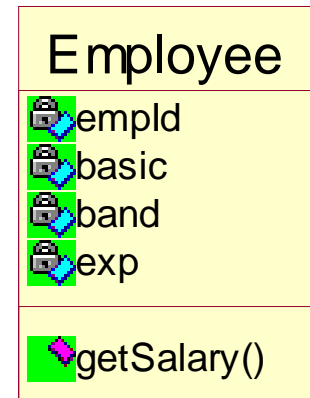 Employee
empId
basic
band
exp
getSalary()